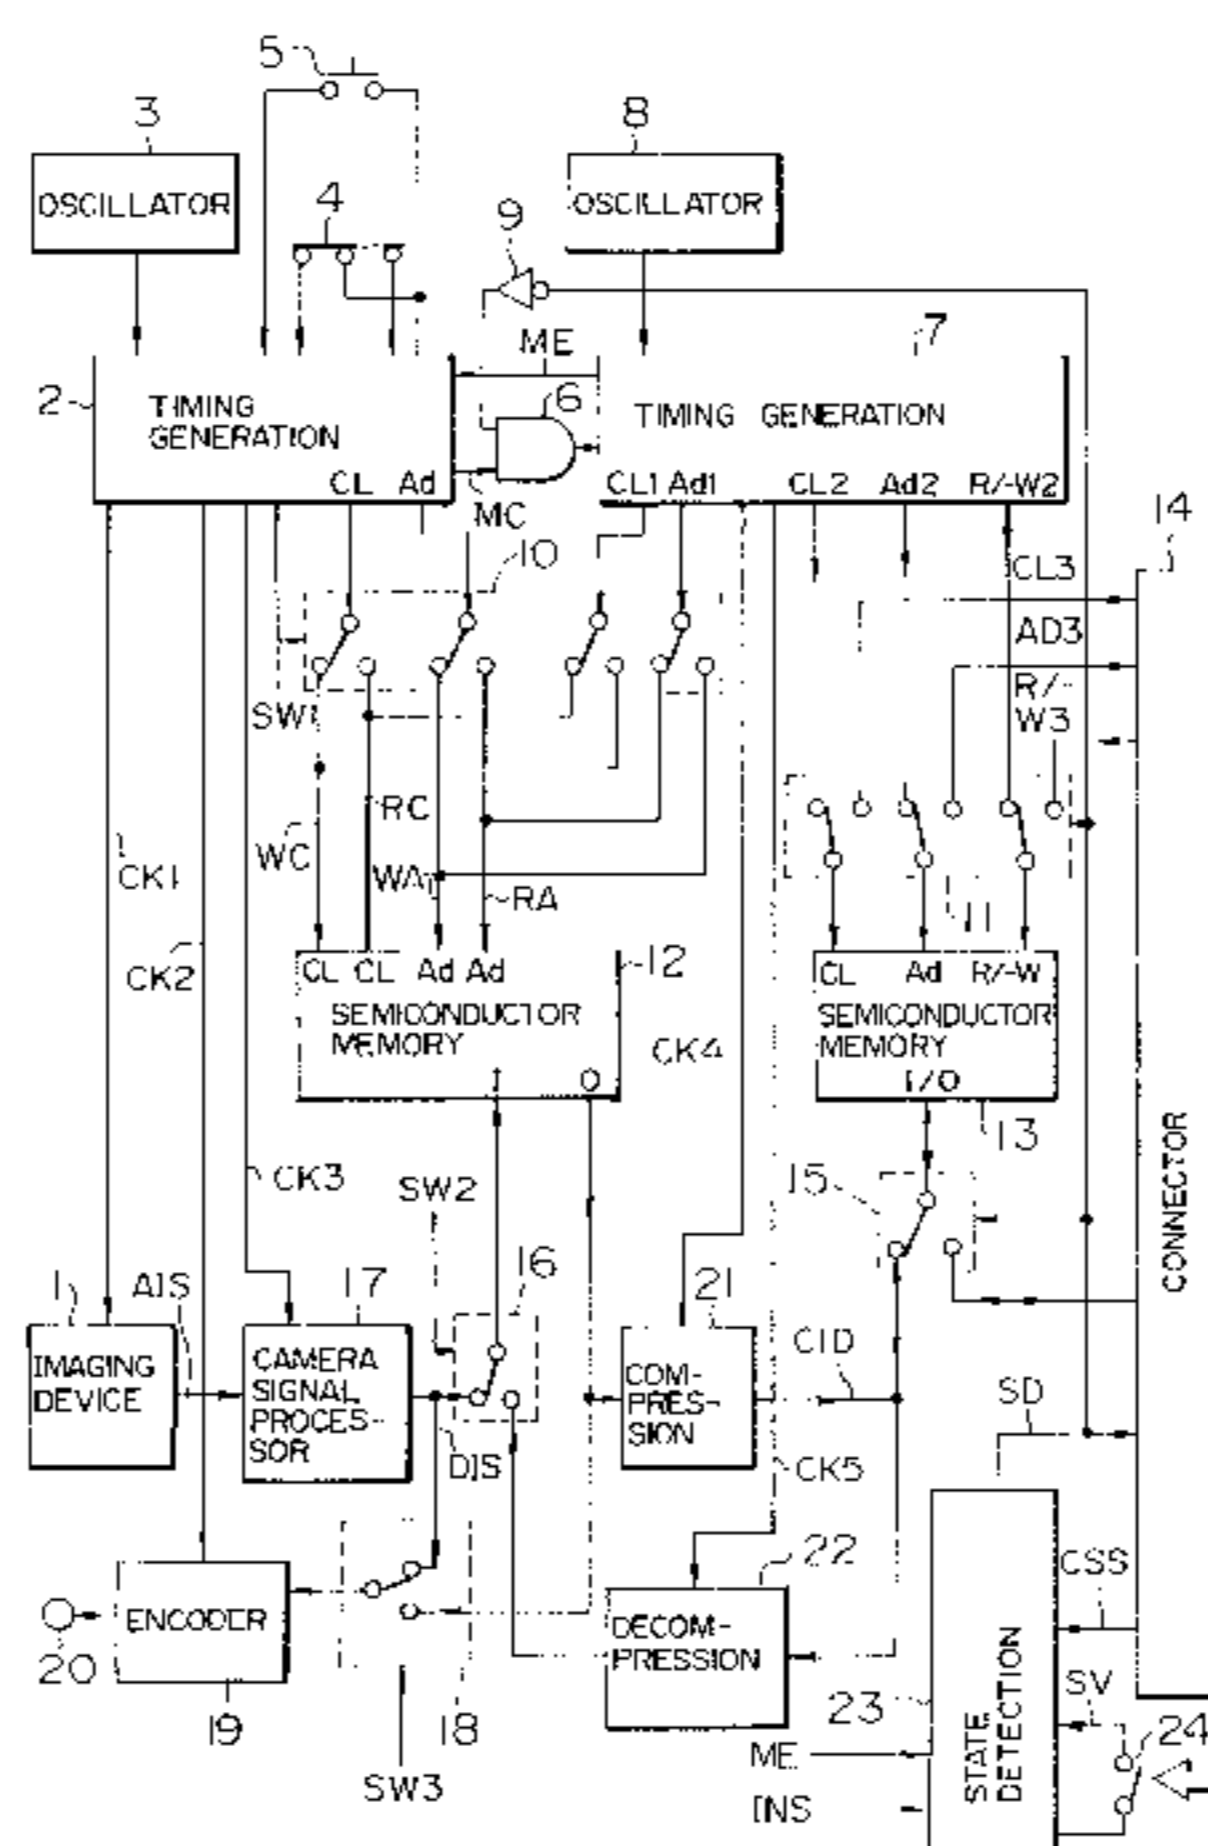 5
3
8
OSCILLATOR
4
9
OSCILLATOR
ME
7
2
TIMING
GENERATION
6
TIMING GENERATION
CL Ad
MC
CL1 Ad1 CL2 Ad2 R/-W2
14
10
CL3
AD3
R/-
W3
SW1
RC
WC
CK1
WA
RA
11
CK2
CL CL Ad Ad
12
CL Ad R/-W
SEMICONDUCTOR
MEMORY
CK4
SEMICONDUCTOR
MEMORY
I/O
O
13
CONNECTOR
CK3
SW2
15
1
AIS
17
16
21
CID
IMAGING
DEVICE
CAMERA
SIGNAL
PROCES-
SOR
COM-
PRES-
SION
SD
DIS
CK5
22
CSS
ENCODER
DECOM-
PRESSION
20
19
18
23
SV
24
STATE
DETECTION
ME
SW3
INS